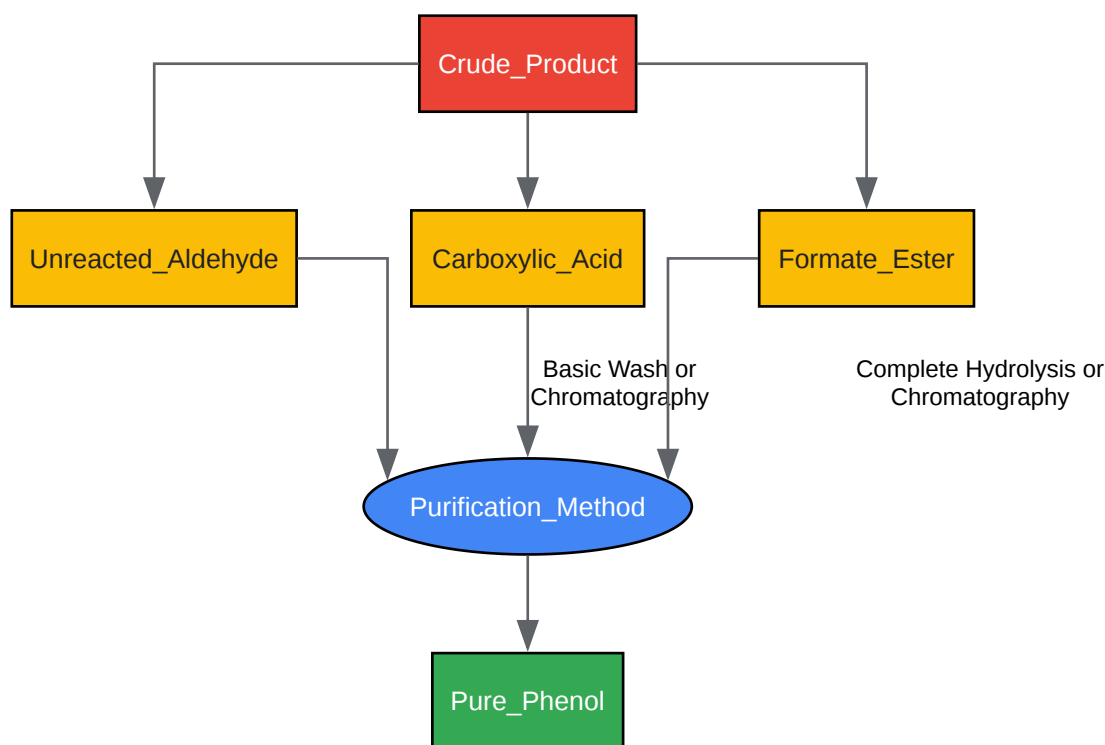 Crude_Product
Unreacted_Aldehyde
Carboxylic_Acid
Formate_Ester
Basic Wash or
Chromatography
Complete Hydrolysis or
Chromatography
Purification_Method
Pure_Phenol